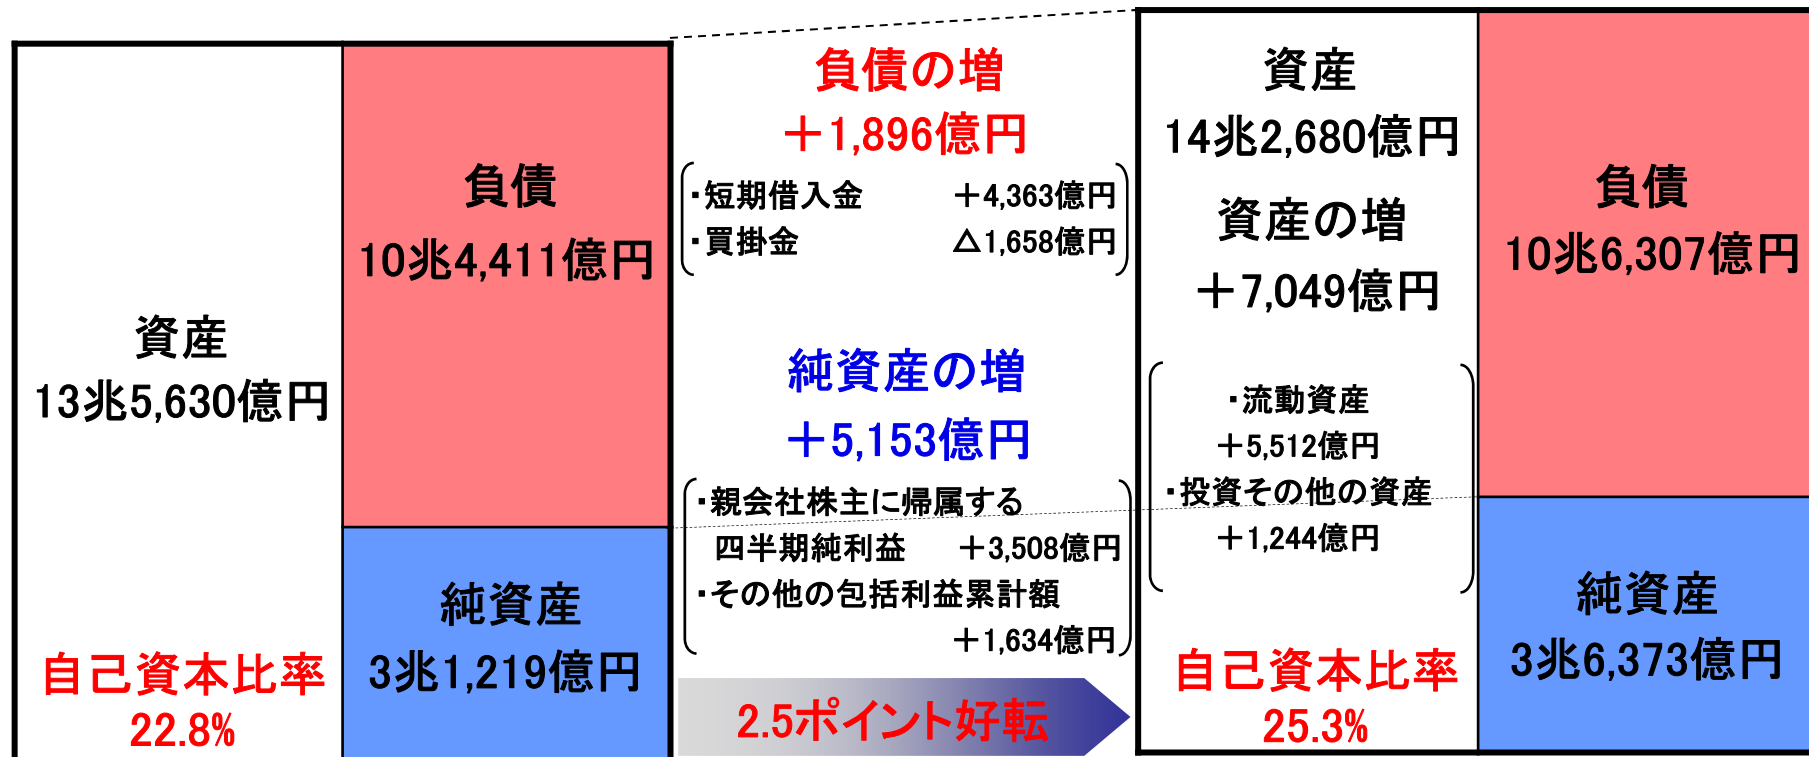 資産
13兆5,630億円
自己資本比率
22.8%
負債
10兆4,411億円
純資産
3兆1,219億円
負債の増
＋1,896億円
・短期借入金 ＋4,363億円
・買掛金 △1,658億円
純資産の増
＋5,153億円
・親会社株主に帰属する
四半期純利益 ＋3,508億円
・その他の包括利益累計額
＋1,634億円
2.5ポイント好転
資産
14兆2,680億円
資産の増
＋7,049億円
・流動資産
＋5,512億円
・投資その他の資産
＋1,244億円
自己資本比率
25.3%
負債
10兆6,307億円
純資産
3兆6,373億円